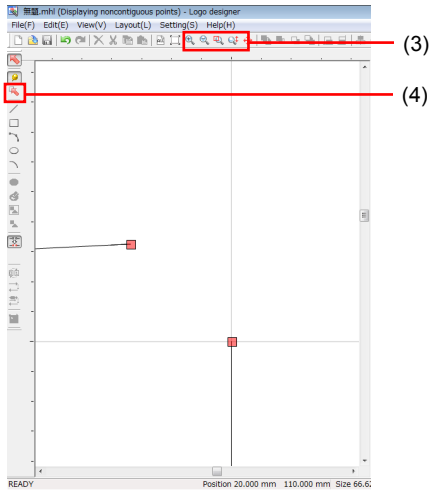 無題.mhl (Displaying noncontiguous points) - Logo designer
File(F) Edit(E) View(V) Layout(L) Setting(S) Help(H)
(3)
(4)
READY Position 20.000 mm 110.000 mm Size 66.62